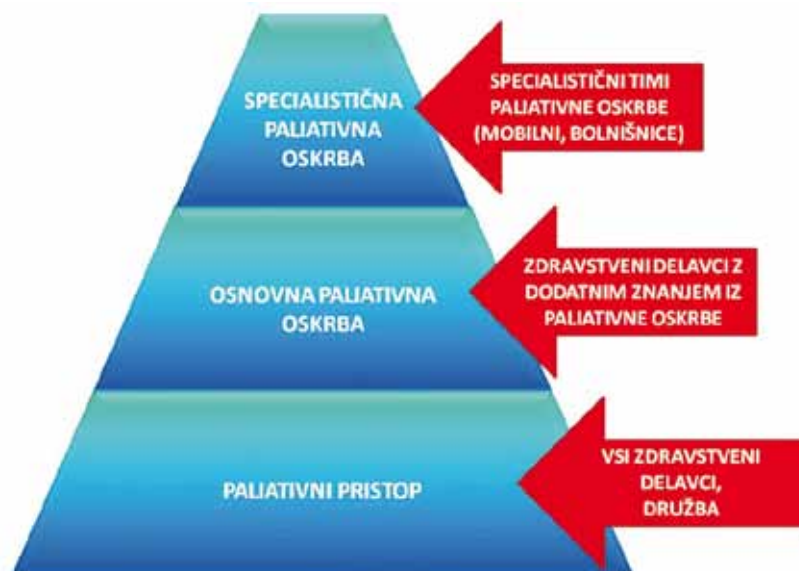 SPECIALISTIČNA
PALIATIVNA
OSKRBA
SPECIALISTIČNI TIMI
PALIATIVNE OSKRBE
(MOBILNI, BOLNIŠNICE)
OSNOVNA PALIATIVNA
OSKRBA
ZDRAVSTVENI DELAVCI Z
DODATNIM ZNANJEM IZ
PALIATIVNE OSKRBE
PALIATIVNI PRISTOP
VSI ZDRAVSTVENI
DELAVCI,
DRUŽBA